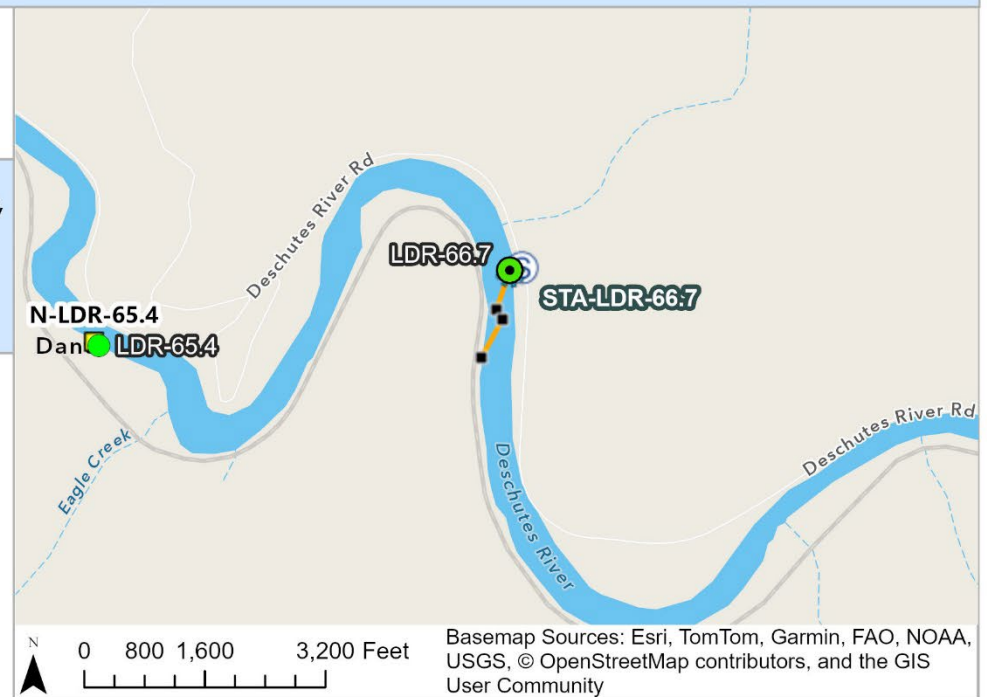 Deschutes River Rd
LDR-66.7
S
STA-LDR-66.7
N-LDR-65.4
LDR-65.4
Deschutes River Rd
Eagle Creek
Deschutes River
N
0 800 1,600 3,200 Feet
Basemap Sources: Esri, TomTom, Garmin, FAO, NOAA,
USGS, © OpenStreetMap contributors, and the GIS
User Community